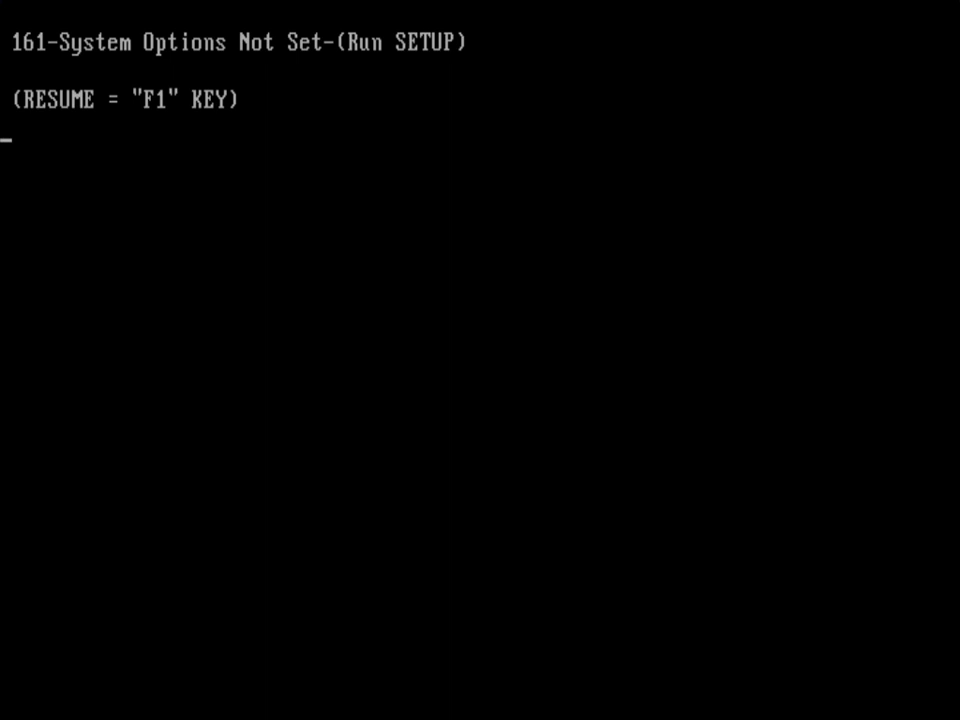 161-System Options Not Set-(Run SETUP)
(RESUME = "F1" KEY)